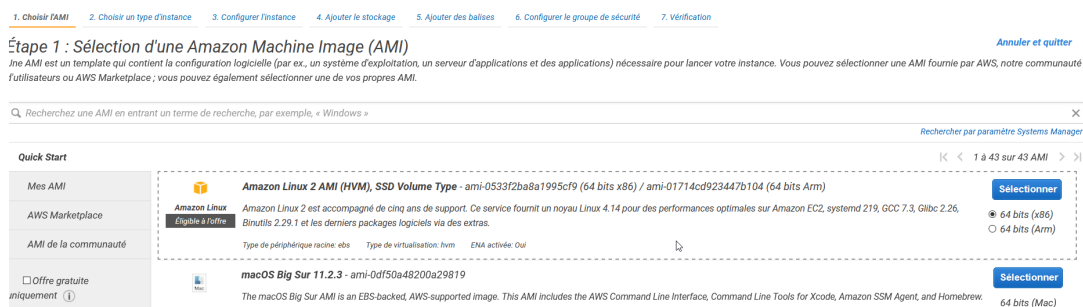 1. Choisir l'AMI 2. Choisir un type d'instance 3. Configurer l'instance 4. Ajouter le stockage 5. Ajouter des balises 6. Configurer le groupe de sécurité 7. Vérification
Étape 1 : Sélection d'une Amazon Machine Image (AMI)
Annuler et quitter
Une AMI est un template qui contient la configuration logicielle (par ex., un système d'exploitation, un serveur d'applications et des applications) nécessaire pour lancer votre instance. Vous pouvez sélectionner une AMI fournie par AWS, notre communauté
d'utilisateurs ou AWS Marketplace ; vous pouvez également sélectionner une de vos propres AMI.
Recherchez une AMI en entrant un terme de recherche, par exemple, « Windows »
Rechercher par paramètre Systems Manager
Quick Start
1 à 43 sur 43 AMI
Mes AMI
AWS Marketplace
AMI de la communauté
Offre gratuite
uniquement
Amazon Linux
Éligible à l'offre
Amazon Linux 2 AMI (HVM), SSD Volume Type - ami-0533f2ba8a1995cf9 (64 bits x86) / ami-01714cd923447b104 (64 bits Arm)
Amazon Linux 2 est accompagné de cinq ans de support. Ce service fournit un noyau Linux 4.14 pour des performances optimales sur Amazon EC2, systemd 219, GCC 7.3, Glibc 2.26,
Binutils 2.29.1 et les derniers packages logiciels via des extras.
Type de périphérique racine: ebs Type de virtualisation: hvm ENA activée: Oui
Sélectionner
64 bits (x86)
64 bits (Arm)
Mac
macOS Big Sur 11.2.3 - ami-0df50a48200a29819
The macOS Big Sur AMI is an EBS-backed, AWS-supported image. This AMI includes the AWS Command Line Interface, Command Line Tools for Xcode, Amazon SSM Agent, and Homebrew.
Sélectionner
64 bits (Mac)